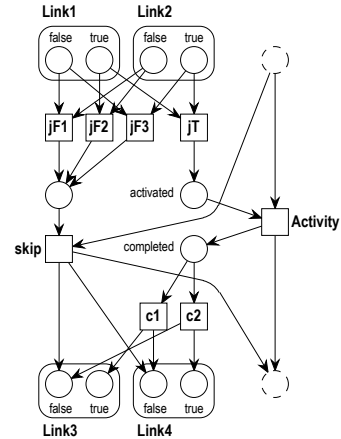 Link1 Link2
false true false true
jF1 jF2 jF3 jT
activated
Activity
skip completed
c1 c2
false true false true
Link3 Link4